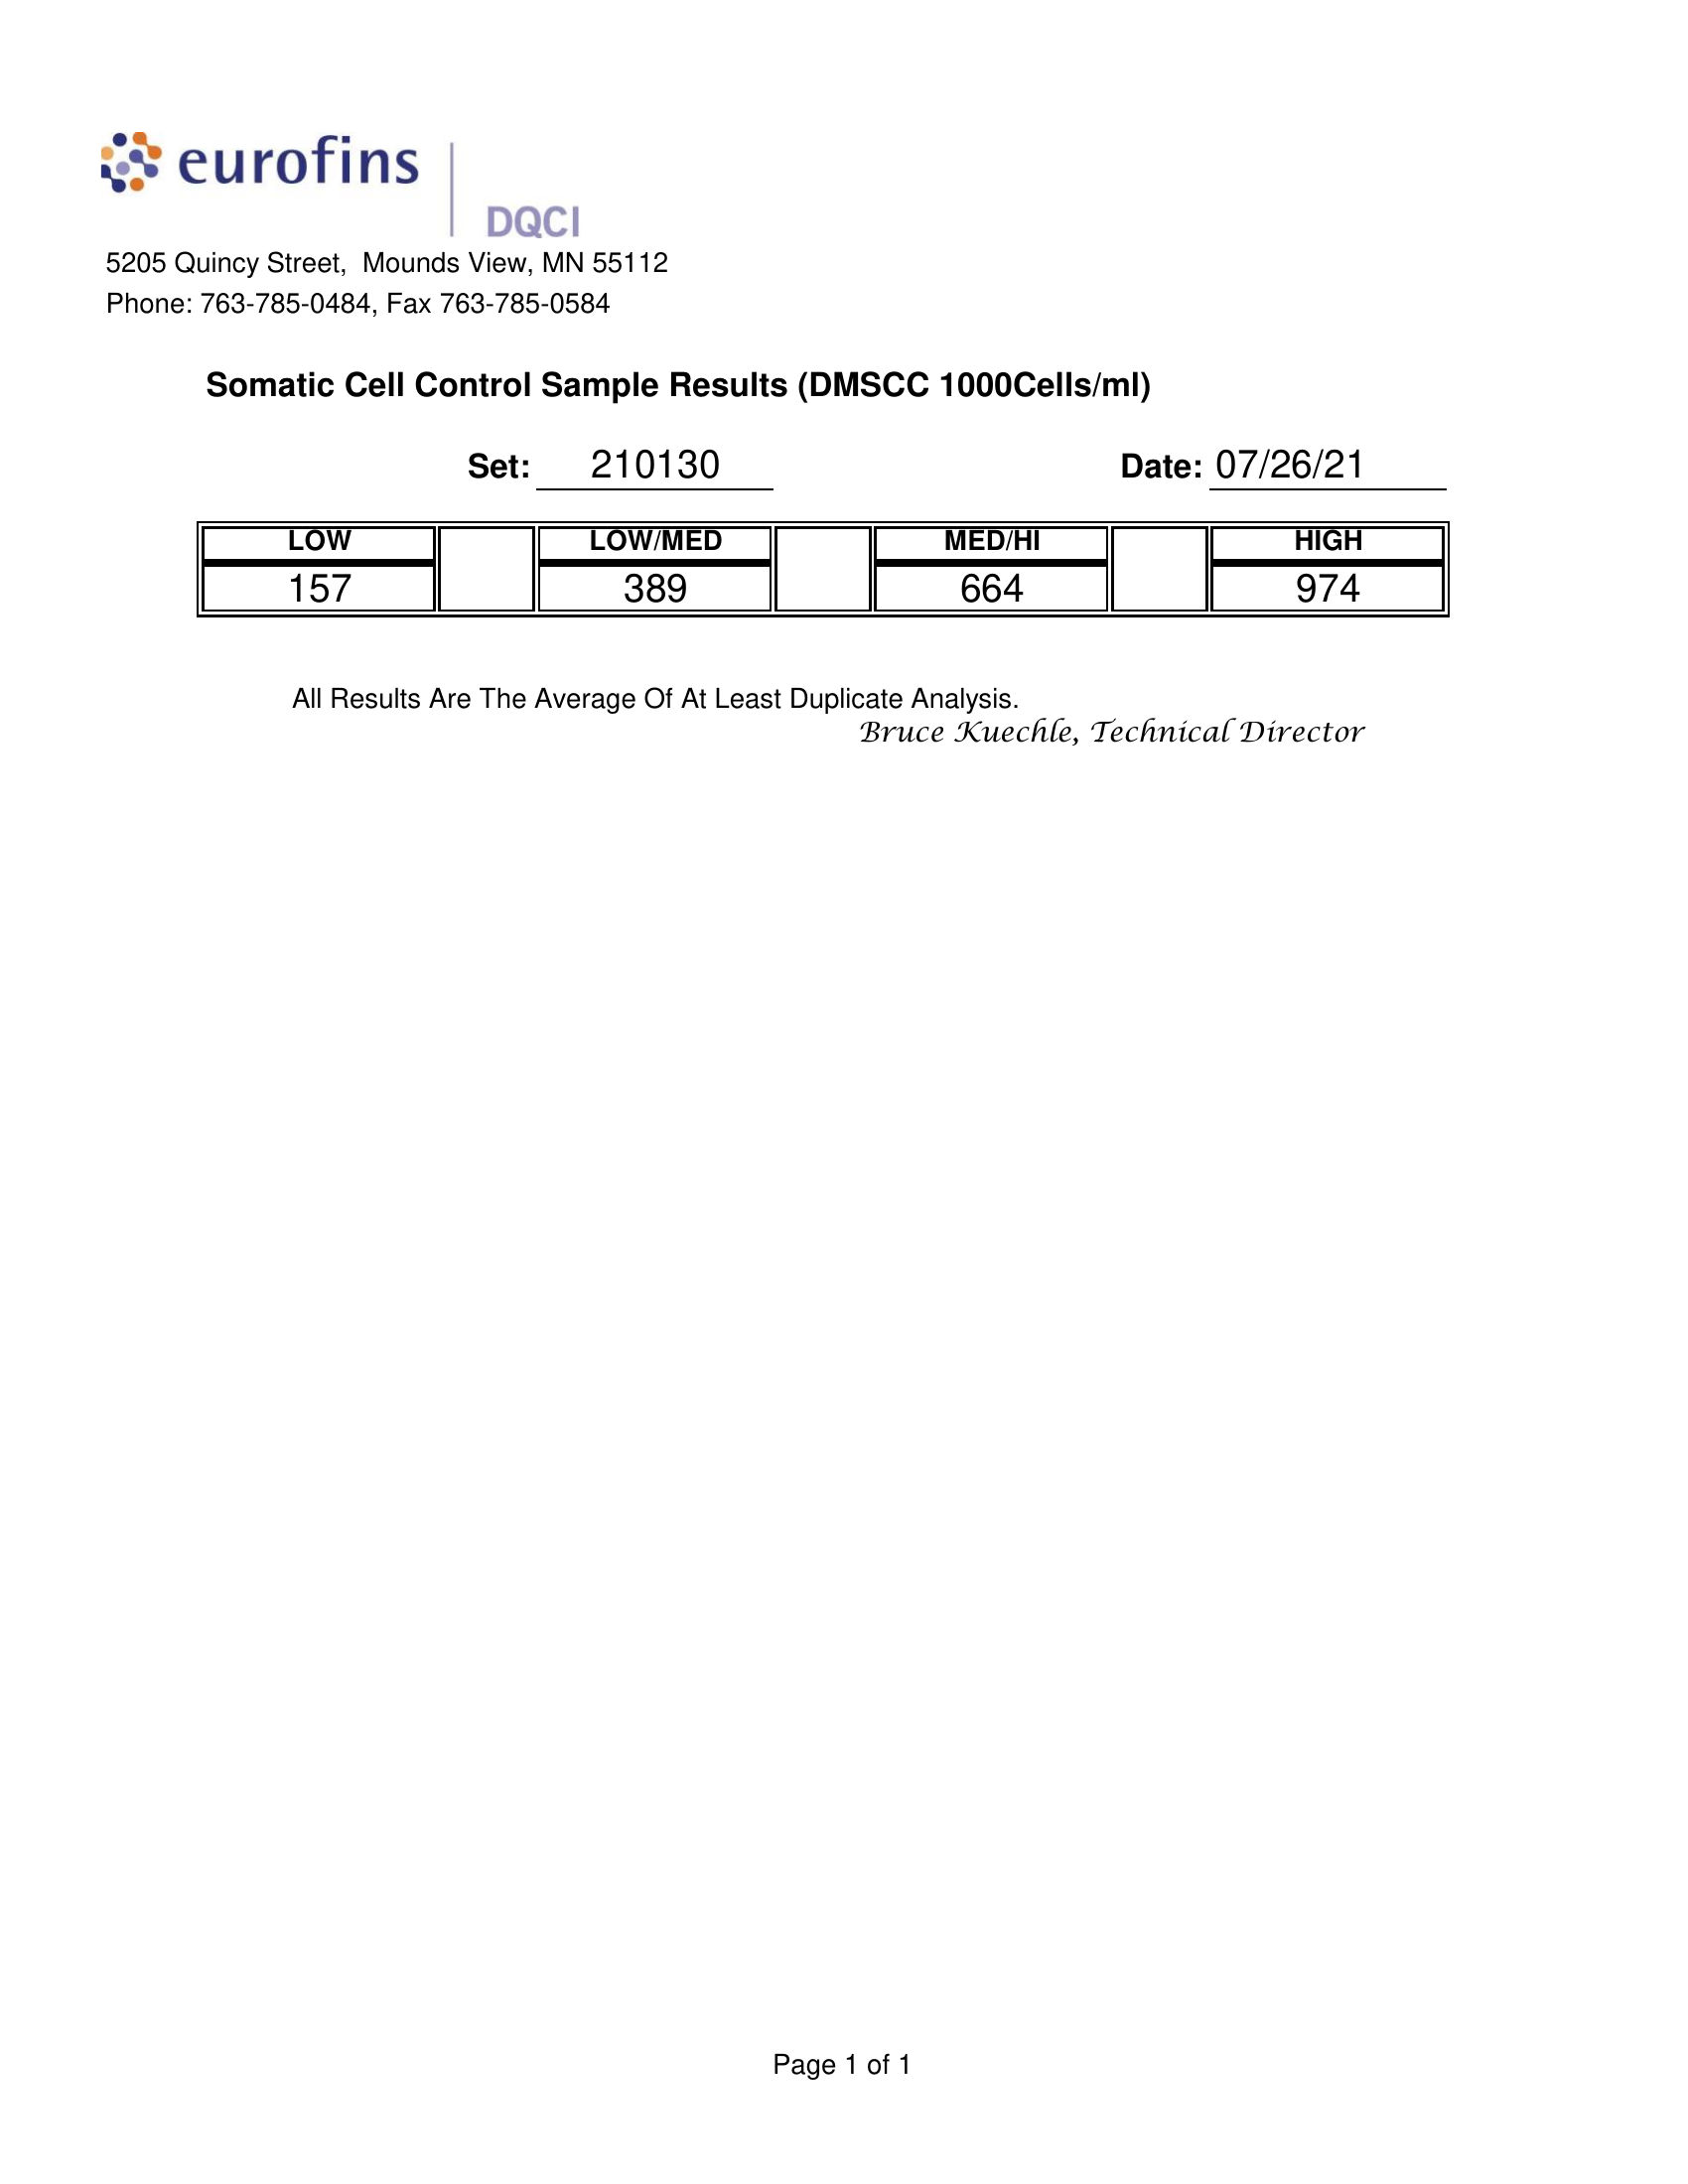 eurofins
DQCI
5205 Quincy Street, Mounds View, MN 55112
Phone: 763-785-0484, Fax 763-785-0584
Somatic Cell Control Sample Results (DMSCC 1000Cells/ml)
Set: 210130 Date: 07/26/21
LOW LOW/MED MED/HI HIGH
157 389 664 974
All Results Are The Average Of At Least Duplicate Analysis.
Bruce Kuechle, Technical Director
Page 1 of 1